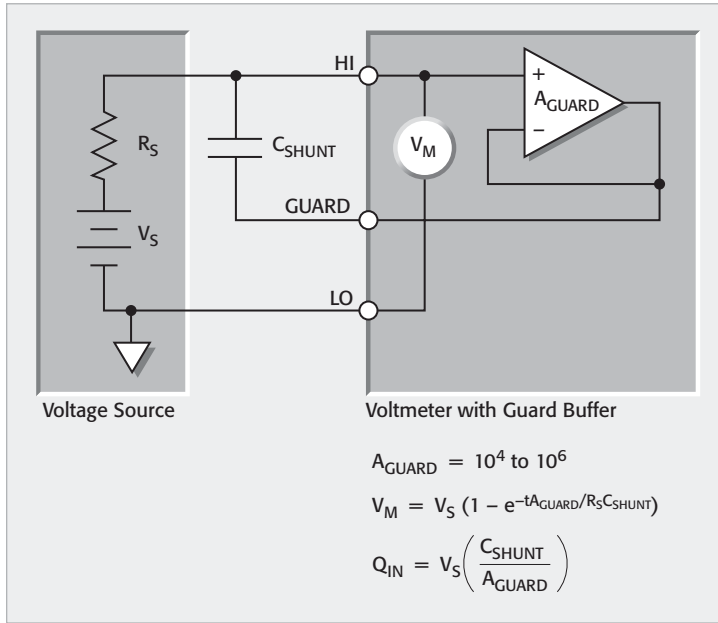 HI
+
A_GUARD
−
R_S
C_SHUNT
V_M
GUARD
V_S
LO
Voltage Source
Voltmeter with Guard Buffer
A_GUARD = 10^4 to 10^6
V_M = V_S (1 – e^–tA_GUARD/R_SC_SHUNT)
Q_IN = V_S (C_SHUNT / A_GUARD)